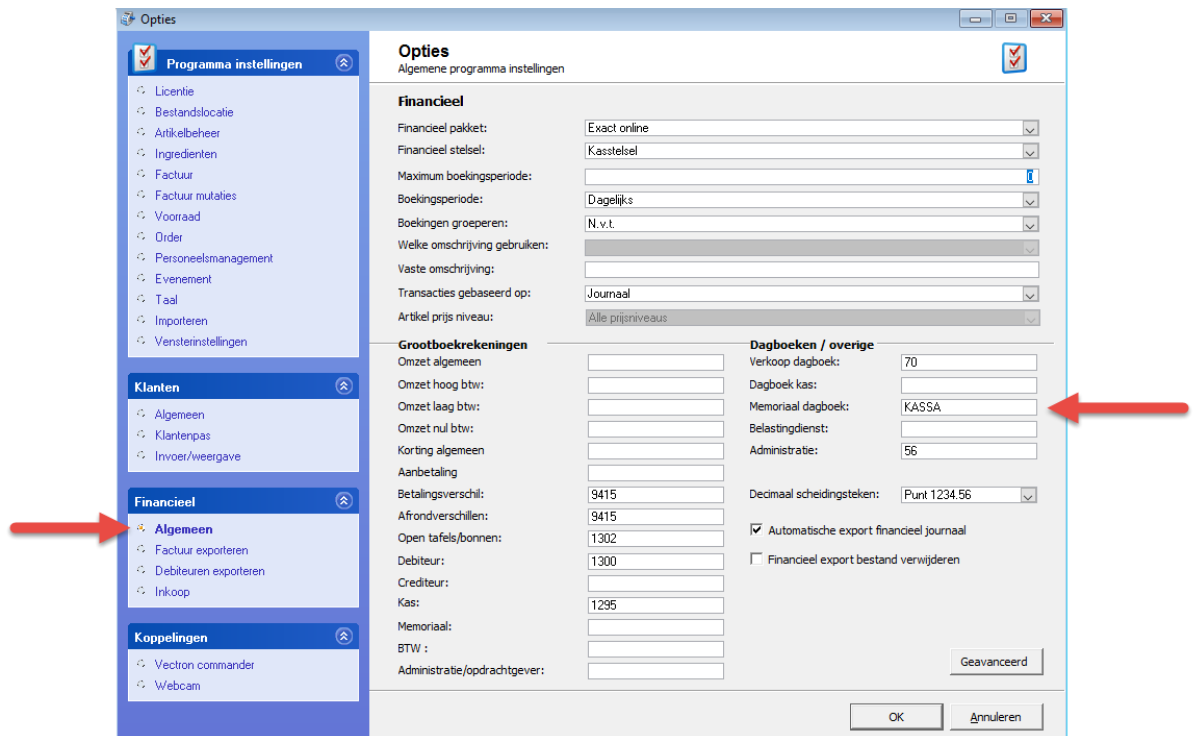 Opties
Programma instellingen
Licentie
Bestandslocatie
Artikelbeheer
Ingredienten
Factuur
Factuur mutaties
Voorraad
Order
Personeelsmanagement
Evenement
Taal
Importeren
Vensterinstellingen
Klanten
Algemeen
Klantenpas
Invoer/weergave
Financieel
Algemeen
Factuur exporteren
Debiteuren exporteren
Inkoop
Koppelingen
Vectron commander
Webcam
Opties
Algemene programma instellingen
Financieel
Financieel pakket: Exact online
Financieel stelsel: Kasstelsel
Maximum boekingsperiode: 0
Boekingsperiode: Dagelijks
Boekingen groeperen: N.v.t.
Welke omschrijving gebruiken:
Vaste omschrijving:
Transacties gebaseerd op: Journaal
Artikel prijs niveau: Alle prijsniveaus
Grootboekrekeningen
Omzet algemeen
Omzet hoog btw:
Omzet laag btw:
Omzet nul btw:
Korting algemeen
Aanbetaling
Betalingsverschil: 9415
Afrondverschillen: 9415
Open tafels/bonnen: 1302
Debiteur: 1300
Crediteur:
Kas: 1295
Memoriaal:
BTW :
Administratie/opdrachtgever:
Dagboeken / overige
Verkoop dagboek: 70
Dagboek kas:
Memoriaal dagboek: KASSA
Belastingdienst:
Administratie: 56
Decimaal scheidingsteken: Punt 1234.56
Automatische export financieel journaal
Financieel export bestand verwijderen
Geavanceerd
OK
Annuleren